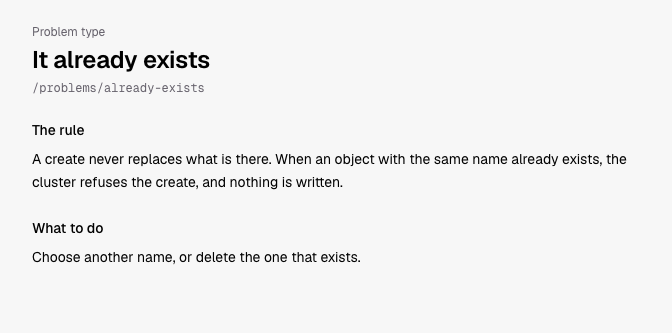 Problem type
It already exists
/problems/already-exists
The rule
A create never replaces what is there. When an object with the same name already exists, the
cluster refuses the create, and nothing is written.
What to do
Choose another name, or delete the one that exists.